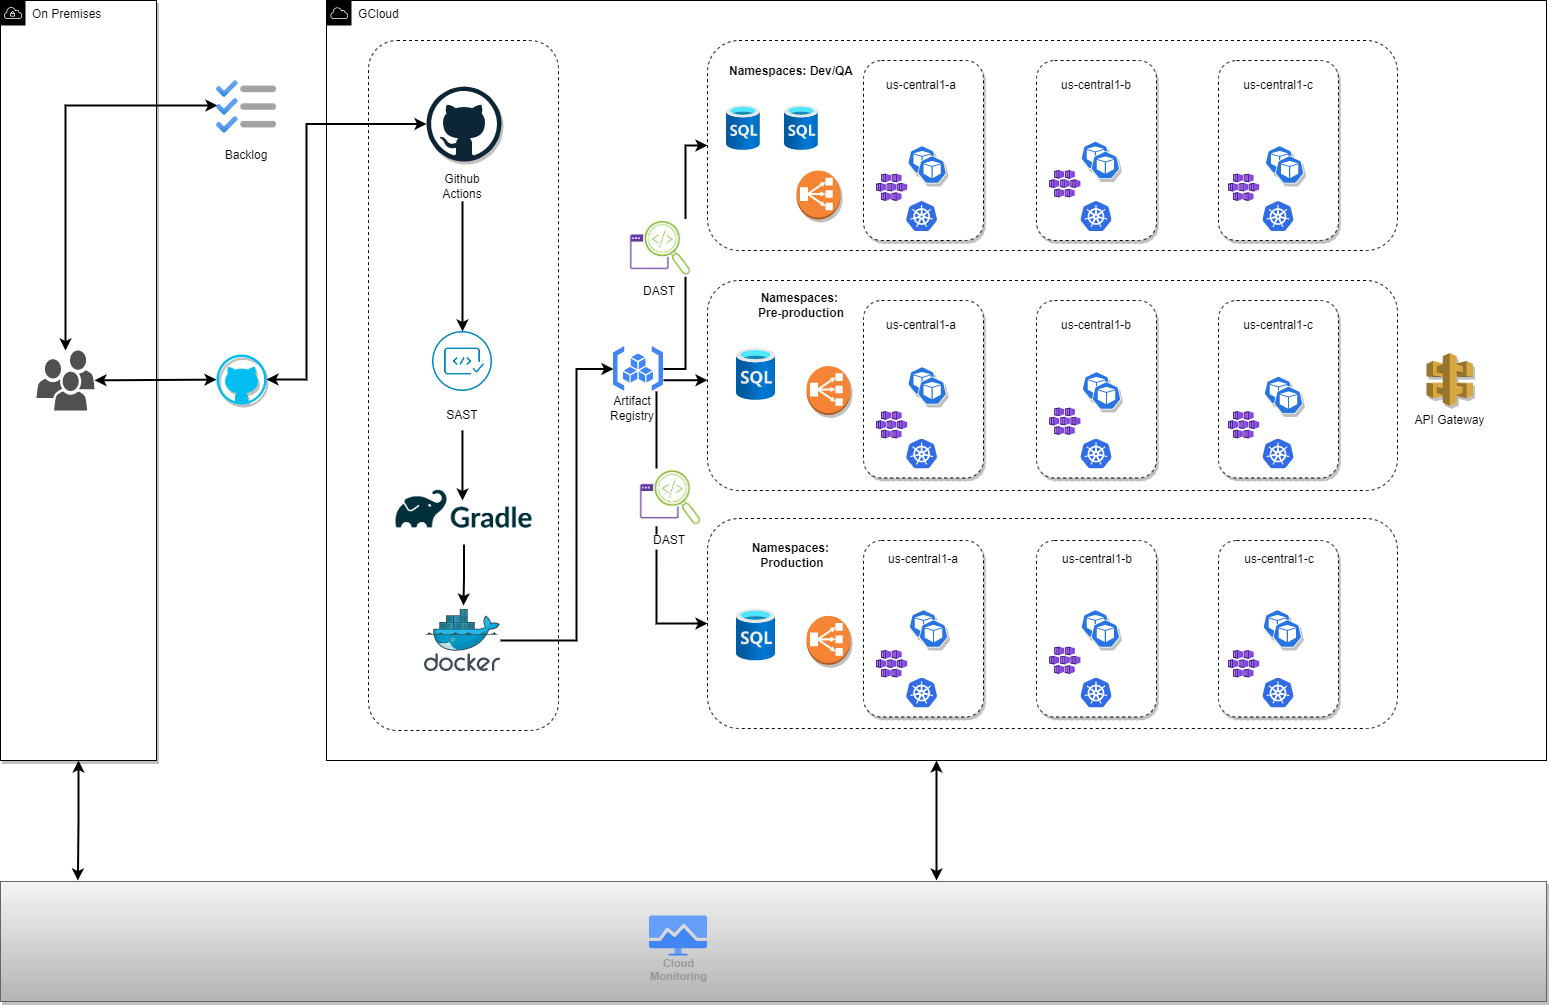 On Premises
GCloud
Backlog
Github
Actions
SAST
Gradle
docker
Artifact
Registry
DAST
DAST
Namespaces: Dev/QA
SQL
SQL
us-central1-a
us-central1-b
us-central1-c
Namespaces:
Pre-production
SQL
us-central1-a
us-central1-b
us-central1-c
Namespaces:
Production
SQL
us-central1-a
us-central1-b
us-central1-c
API Gateway
Cloud
Monitoring